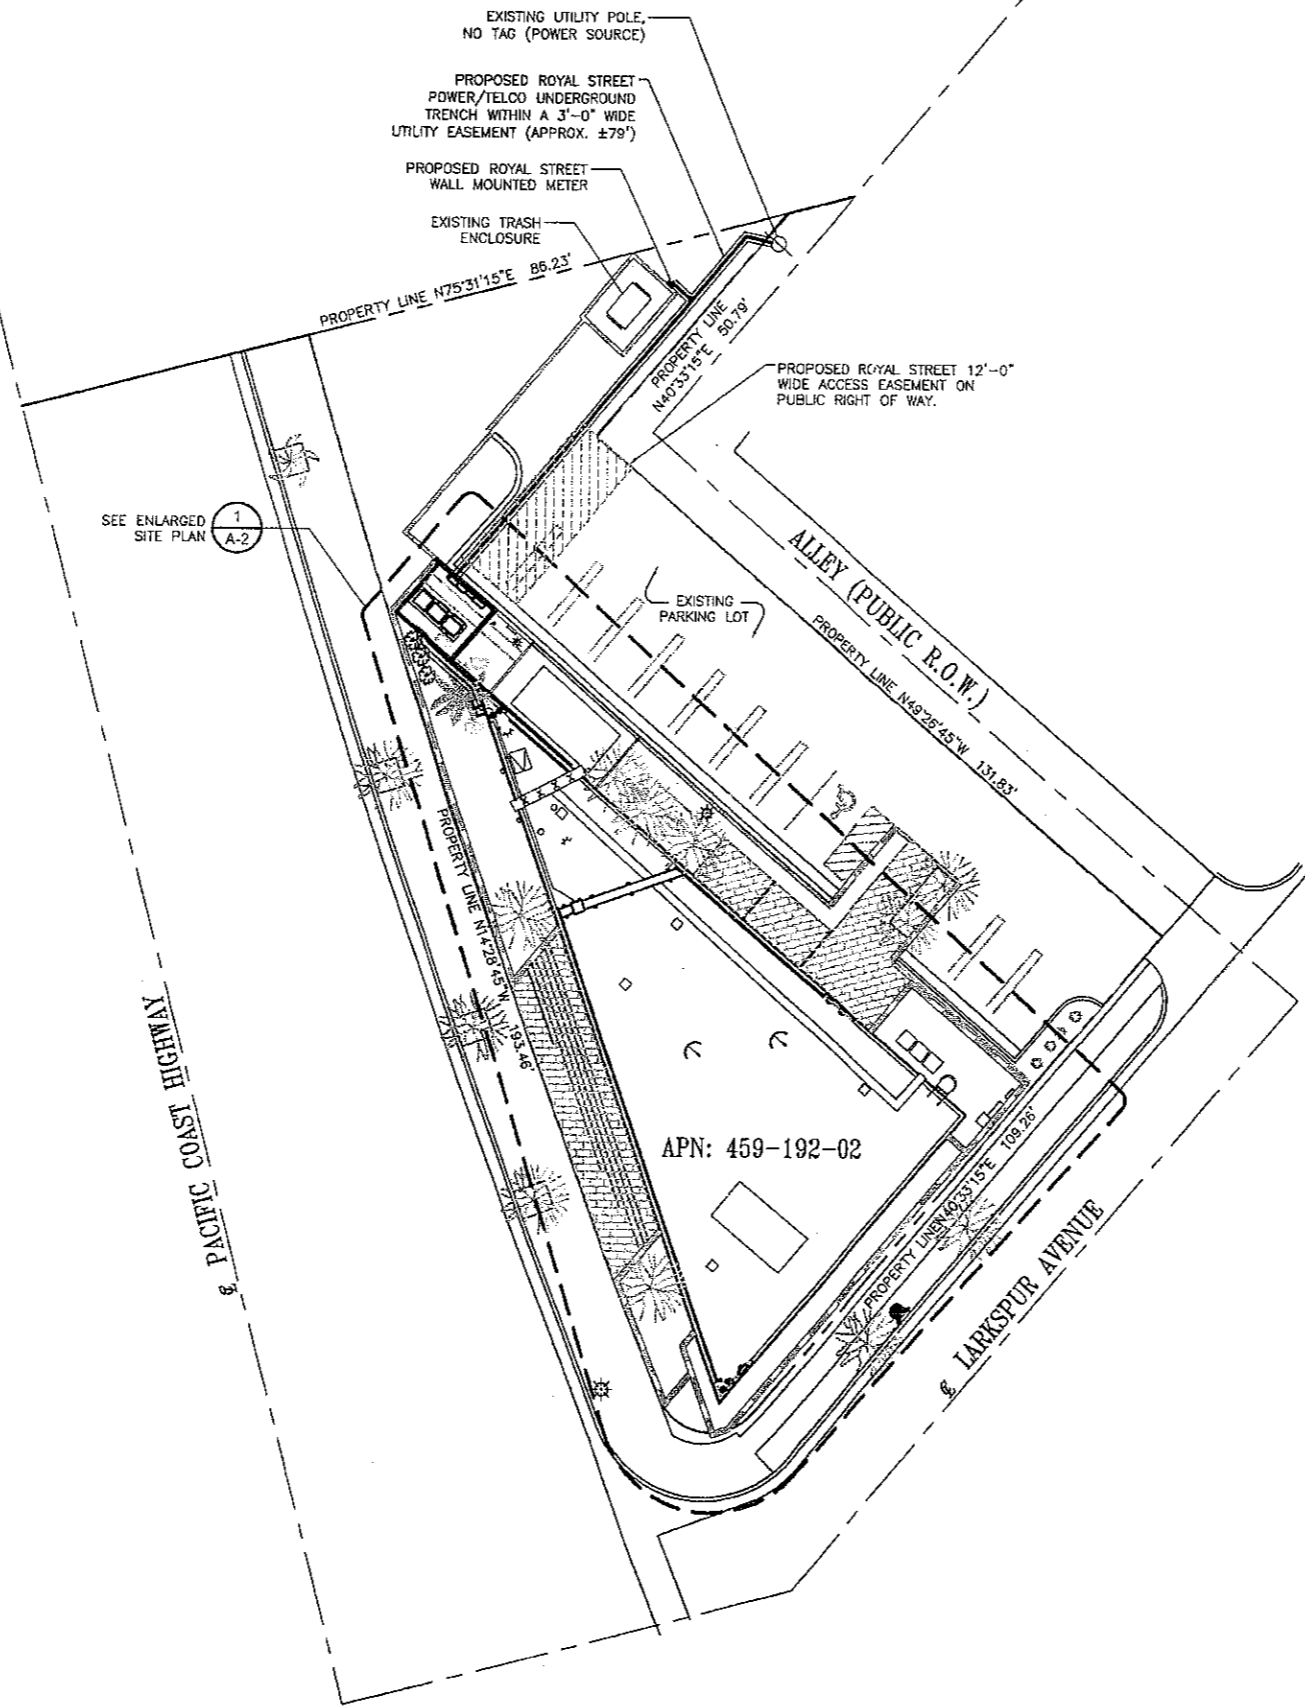 EXISTING UTILITY POLE,
NO TAG (POWER SOURCE)
PROPOSED ROYAL STREET
POWER/TELCO UNDERGROUND
TRENCH WITHIN A 3'-0" WIDE
UTILITY EASEMENT (APPROX. ±79')
PROPOSED ROYAL STREET
WALL MOUNTED METER
EXISTING TRASH
ENCLOSURE
PROPERTY LINE N75°31'15"E 86.23'
PROPERTY LINE
N40°33'15"E 50.79'
PROPOSED ROYAL STREET 12'-0"
WIDE ACCESS EASEMENT ON
PUBLIC RIGHT OF WAY.
SEE ENLARGED
SITE PLAN
1
A-2
ALLEY (PUBLIC R.O.W.)
EXISTING
PARKING LOT
PROPERTY LINE N49°26'45"W 131.83'
PROPERTY LINE N14°28'45"W 193.46'
℄ PACIFIC COAST HIGHWAY
APN: 459-192-02
PROPERTY LINE N40°33'15"E 109.26'
℄ LARKSPUR AVENUE